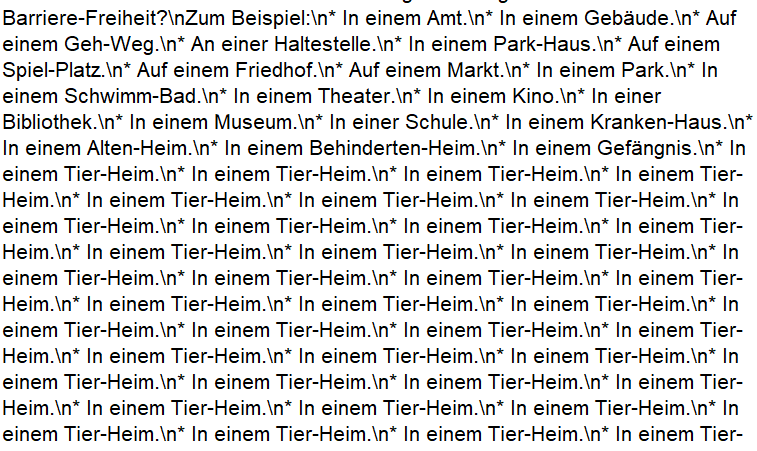 Barriere-Freiheit?\nZum Beispiel:\n* In einem Amt.\n* In einem Gebäude.\n* Auf
einem Geh-Weg.\n* An einer Haltestelle.\n* In einem Park-Haus.\n* Auf einem
Spiel-Platz.\n* Auf einem Friedhof.\n* Auf einem Markt.\n* In einem Park.\n* In
einem Schwimm-Bad.\n* In einem Theater.\n* In einem Kino.\n* In einer
Bibliothek.\n* In einem Museum.\n* In einer Schule.\n* In einem Kranken-Haus.\n*
In einem Alten-Heim.\n* In einem Behinderten-Heim.\n* In einem Gefängnis.\n* In
einem Tier-Heim.\n* In einem Tier-Heim.\n* In einem Tier-Heim.\n* In einem Tier-
Heim.\n* In einem Tier-Heim.\n* In einem Tier-Heim.\n* In einem Tier-Heim.\n* In
einem Tier-Heim.\n* In einem Tier-Heim.\n* In einem Tier-Heim.\n* In einem Tier-
Heim.\n* In einem Tier-Heim.\n* In einem Tier-Heim.\n* In einem Tier-Heim.\n* In
einem Tier-Heim.\n* In einem Tier-Heim.\n* In einem Tier-Heim.\n* In einem Tier-
Heim.\n* In einem Tier-Heim.\n* In einem Tier-Heim.\n* In einem Tier-Heim.\n* In
einem Tier-Heim.\n* In einem Tier-Heim.\n* In einem Tier-Heim.\n* In einem Tier-
Heim.\n* In einem Tier-Heim.\n* In einem Tier-Heim.\n* In einem Tier-Heim.\n* In
einem Tier-Heim.\n* In einem Tier-Heim.\n* In einem Tier-Heim.\n* In einem Tier-
Heim.\n* In einem Tier-Heim.\n* In einem Tier-Heim.\n* In einem Tier-Heim.\n* In
einem Tier-Heim.\n* In einem Tier-Heim.\n* In einem Tier-Heim.\n* In einem Tier-